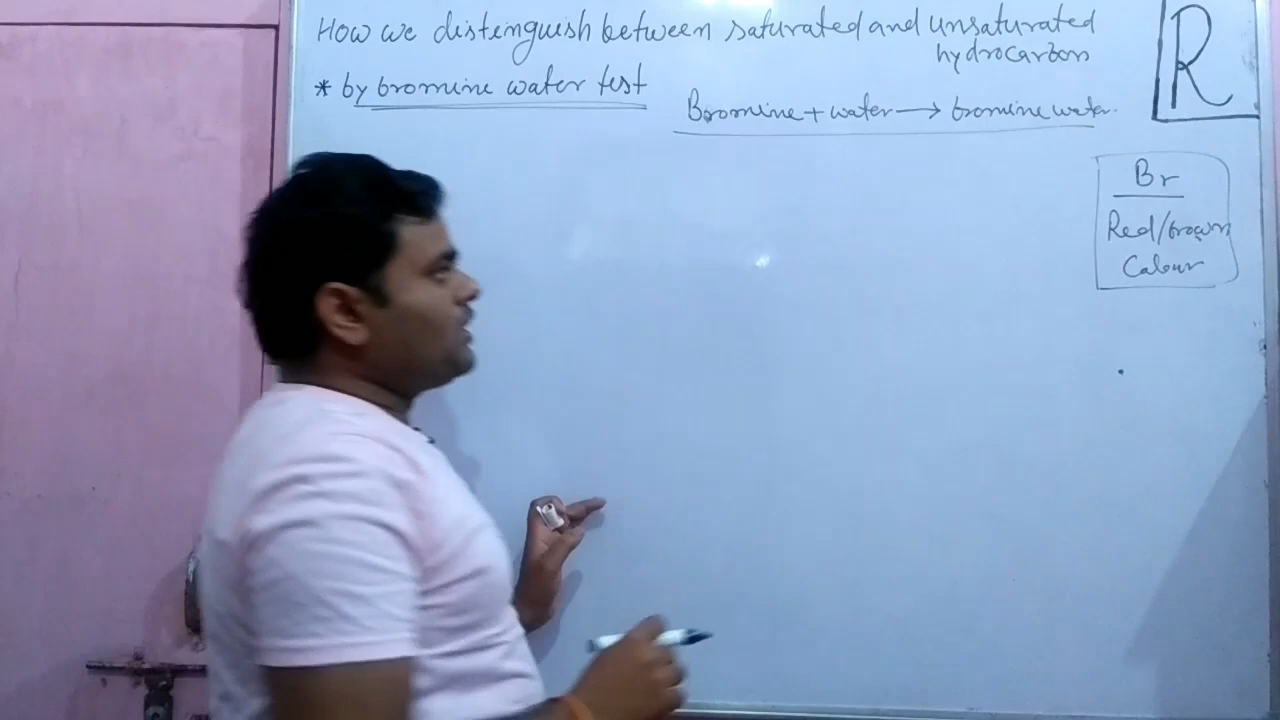 How we distinguish between saturated and unsaturated
hydrocarbon
* by bromine water test
Bromine + water → bromine water.
R
Br
Red/brown
Colour